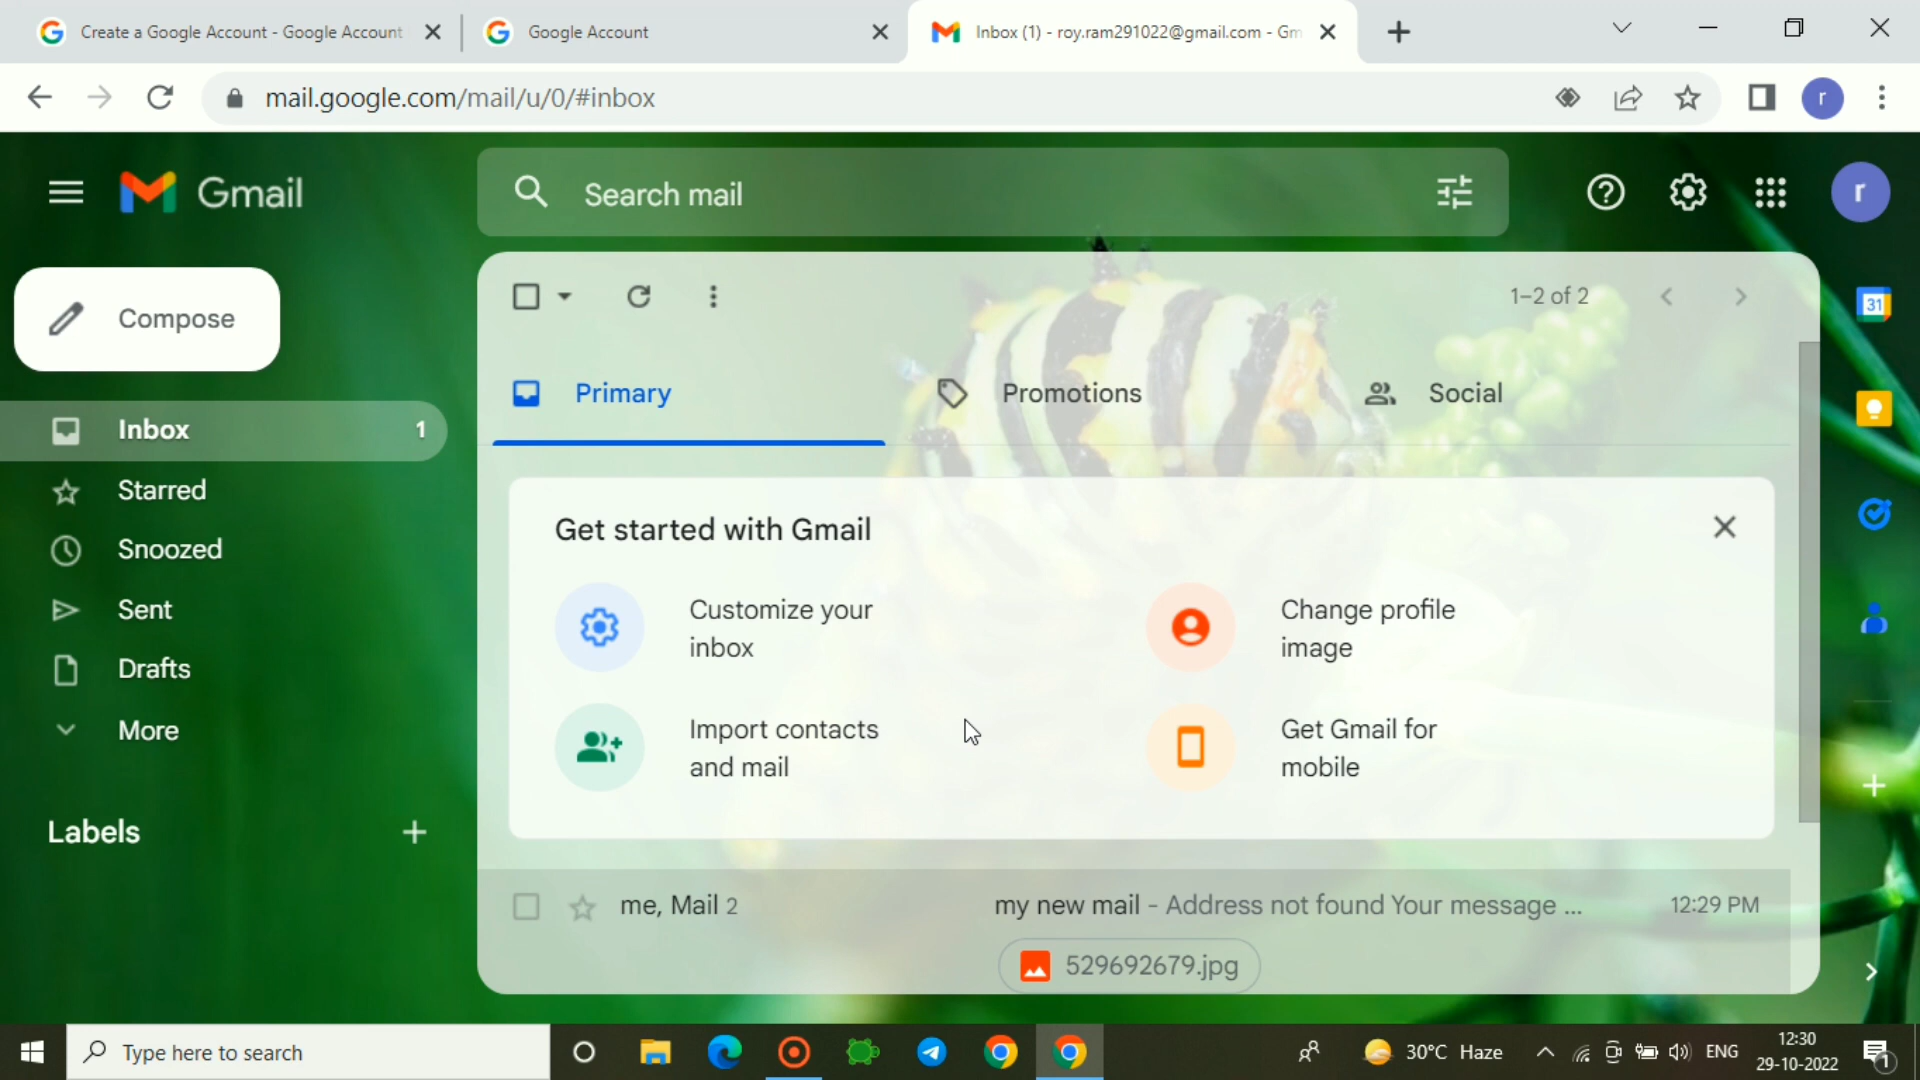 Create a Google Account - Google Account
Google Account
Inbox (1) - roy.ram291022@gmail.com - Gm
mail.google.com/mail/u/0/#inbox
r
Gmail
Search mail
r
Compose
1–2 of 2
31
Primary
Promotions
Social
Inbox 1
Starred
Snoozed
Sent
Drafts
More
Labels
Get started with Gmail
Customize your
inbox
Change profile
image
Import contacts
and mail
Get Gmail for
mobile
me, Mail 2
my new mail - Address not found Your message ...
12:29 PM
529692679.jpg
Type here to search
30°C Haze
ENG
12:30
29-10-2022
1